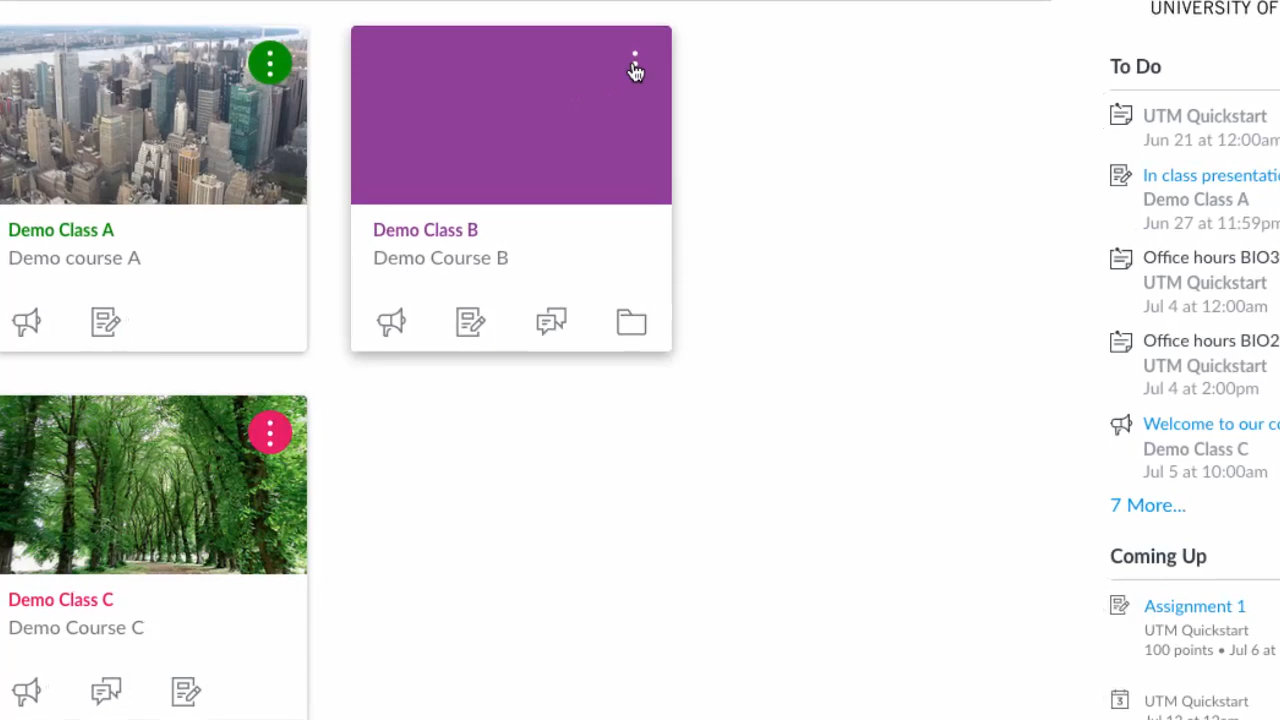 UNIVERSITY OF
Demo Class A
Demo course A
Demo Class B
Demo Course B
Demo Class C
Demo Course C
To Do
UTM Quickstart
Jun 21 at 12:00am
In class presentati
Demo Class A
Jun 27 at 11:59pm
Office hours BIO3
UTM Quickstart
Jul 4 at 12:00am
Office hours BIO2
UTM Quickstart
Jul 4 at 2:00pm
Welcome to our c
Demo Class C
Jul 5 at 10:00am
7 More...
Coming Up
Assignment 1
UTM Quickstart
100 points • Jul 6 at
3
UTM Quickstart